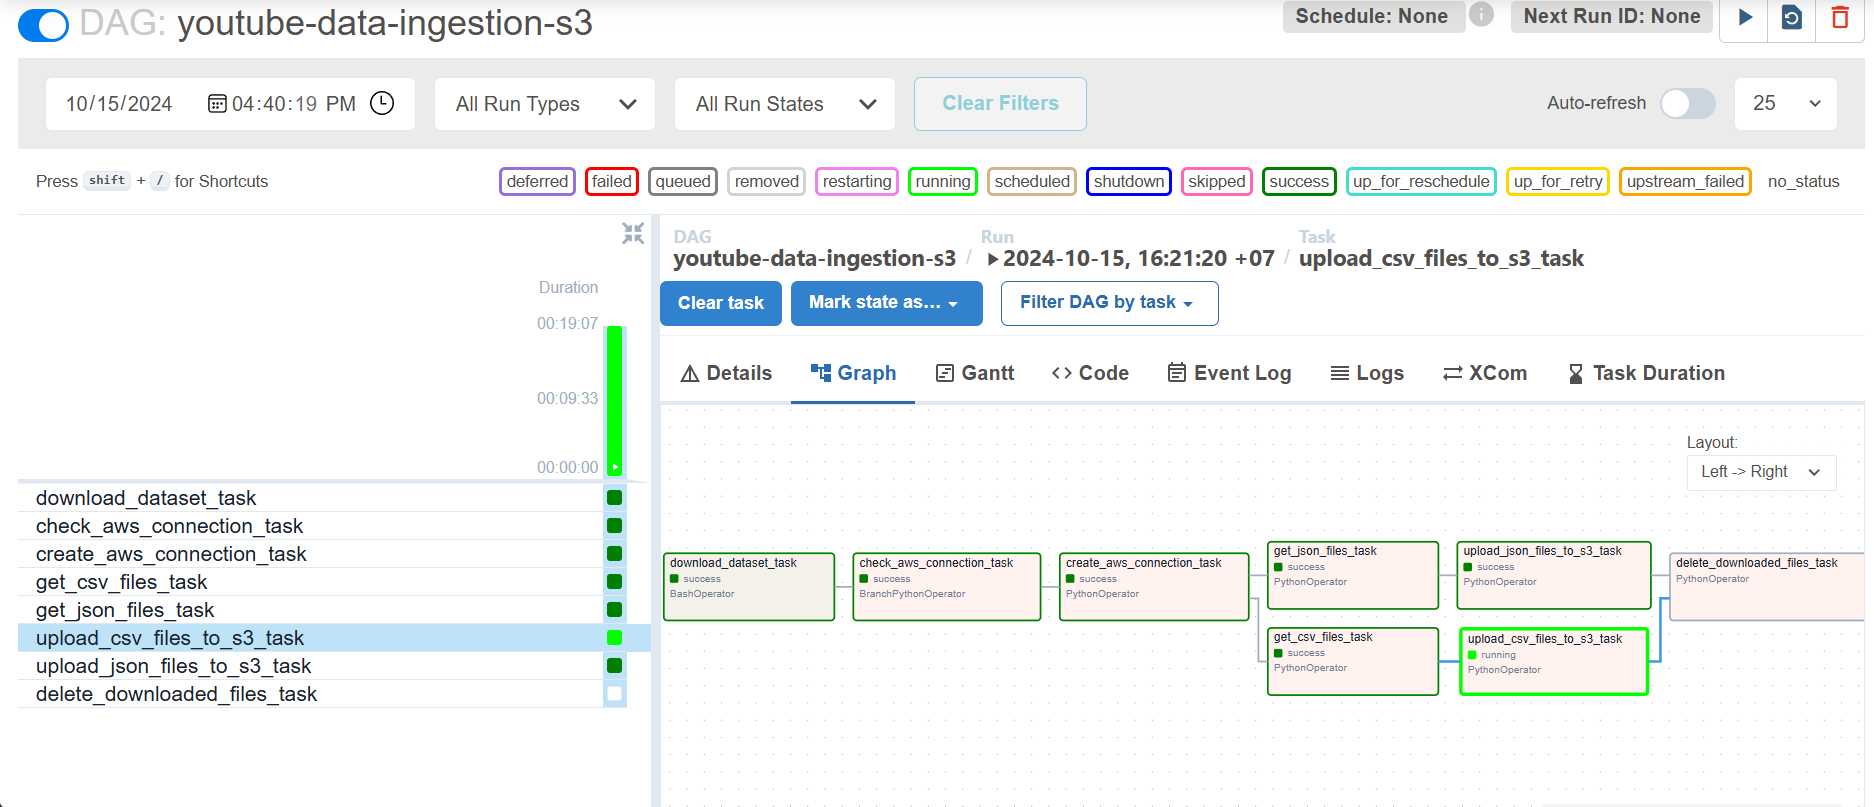 DAG: youtube-data-ingestion-s3
Schedule: None
i
Next Run ID: None
10/15/2024 04:40:19 PM
All Run Types
All Run States
Clear Filters
Auto-refresh
25
Press shift + / for Shortcuts
deferred failed queued removed restarting running scheduled shutdown skipped success up_for_reschedule up_for_retry upstream_failed no_status
Duration
00:19:07
00:09:33
00:00:00
download_dataset_task
check_aws_connection_task
create_aws_connection_task
get_csv_files_task
get_json_files_task
upload_csv_files_to_s3_task
upload_json_files_to_s3_task
delete_downloaded_files_task
DAG
youtube-data-ingestion-s3
/
Run
2024-10-15, 16:21:20 +07
/
Task
upload_csv_files_to_s3_task
Clear task
Mark state as...
Filter DAG by task
Details
Graph
Gantt
Code
Event Log
Logs
XCom
Task Duration
Layout:
Left -> Right
download_dataset_task
success
BashOperator
check_aws_connection_task
success
BranchPythonOperator
create_aws_connection_task
success
PythonOperator
get_json_files_task
success
PythonOperator
upload_json_files_to_s3_task
success
PythonOperator
get_csv_files_task
success
PythonOperator
upload_csv_files_to_s3_task
running
PythonOperator
delete_downloaded_files_task
PythonOperator